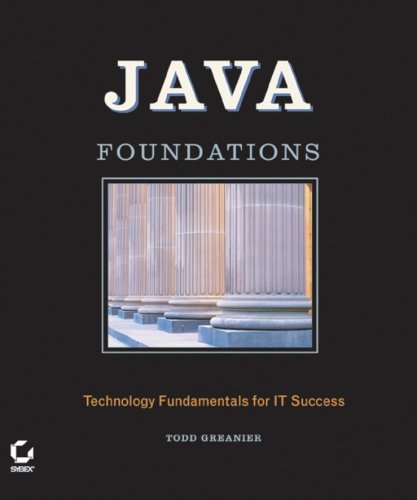 JAVA
FOUNDATIONS
Technology Fundamentals for IT Success
TODD GREANIER
SYBEX®